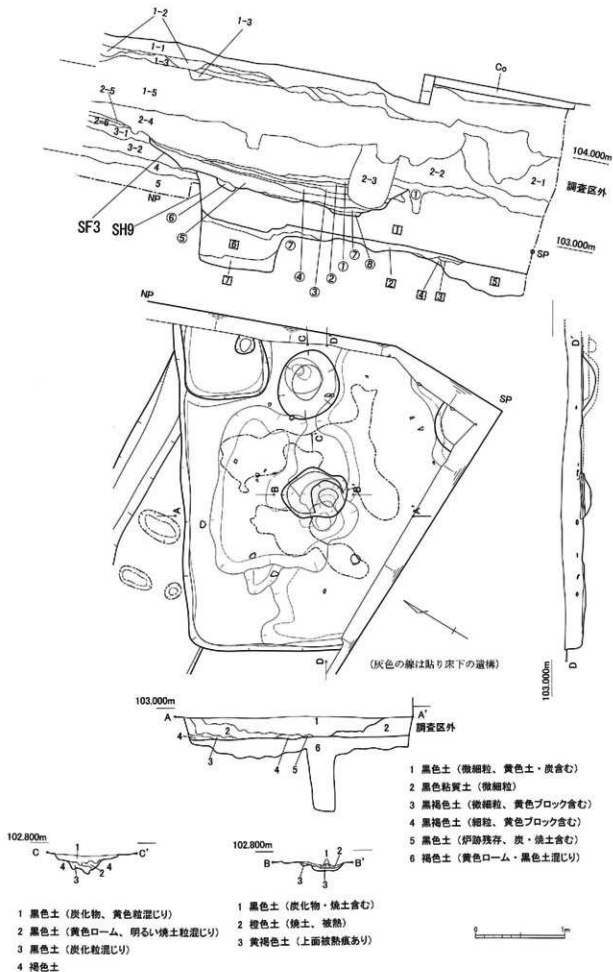 1-2
1-3
1-1
1-3
Co
2-5
1-5
2-6
2-4
3-1
3-2
4
5
NP
2-3
2-2
2-1
104.000m
調査区外
103.000m
SP
SF3 SH9
⑥
⑤
④
③
②
①
⑦
⑧
⑦
①
1
6
7
2
4
3
5
NP
SP
C
D'
C'
B
B'
A
A'
D
D'
D
103.000m
(灰色の線は貼り床下の遺構)
103.000m
A
A'
調査区外
1
2
2
4
3
4
5
6
1 黒色土（微細粒、黄色土・炭含む）
2 黒色粘質土（微細粒）
3 黒褐色土（微細粒、黄色ブロック含む）
4 黒褐色土（細粒、黄色ブロック含む）
5 黒色土（炉跡残存、炭・焼土含む）
6 褐色土（黄色ローム・黒色土混じり）
102.800m
C
C'
1
4
4
2
3
102.800m
B
B'
1
2
3
3
1 黒色土（炭化物、黄色粒混じり）
2 黒色土（黄色ローム、明るい焼土粒混じり）
3 黒色土（炭化粒混じり）
4 褐色土
1 黒色土（炭化物・焼土含む）
2 橙色土（焼土、被熱）
3 黄褐色土（上面被熱痕あり）
0
1m